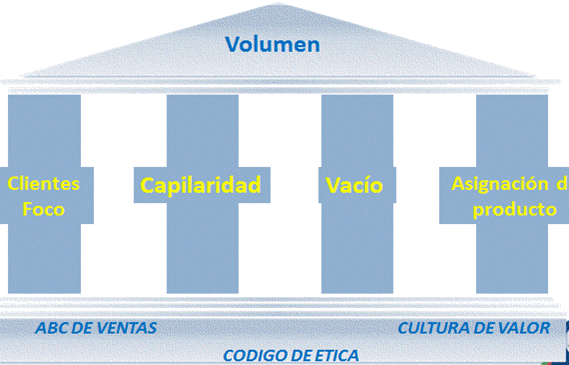 Volumen
Clientes
Foco
Capilaridad
Vacío
Asignación d
producto
ABC DE VENTAS
CULTURA DE VALOR
CODIGO DE ETICA